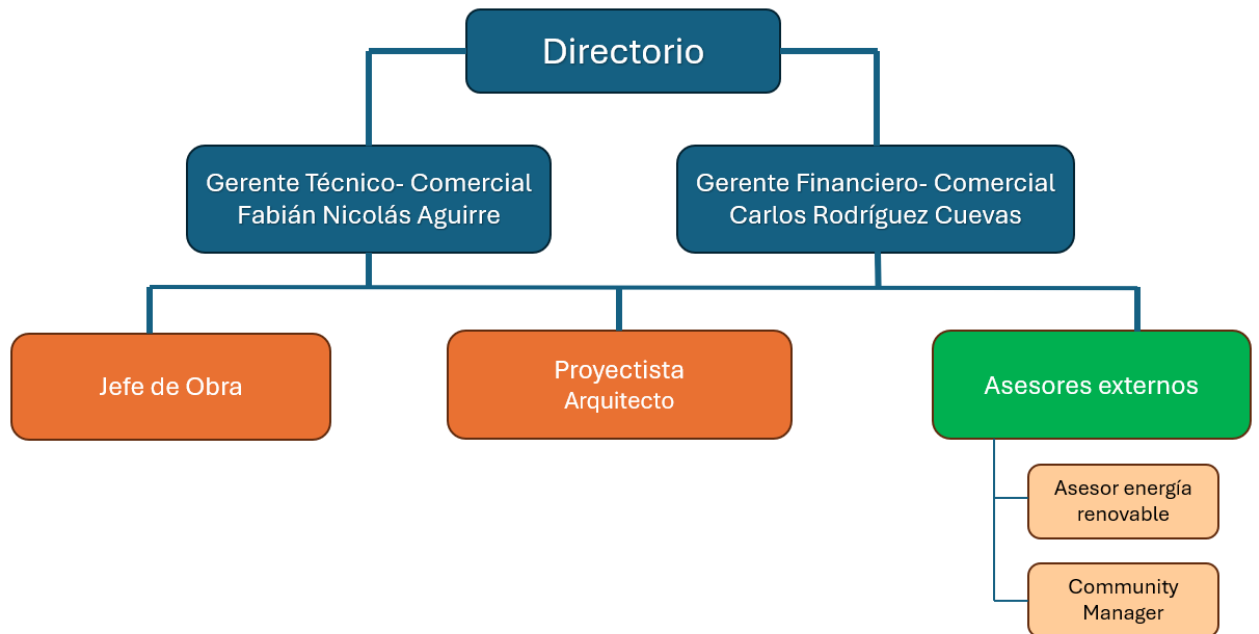 Directorio
Gerente Técnico- Comercial
Fabián Nicolás Aguirre
Gerente Financiero- Comercial
Carlos Rodríguez Cuevas
Jefe de Obra
Proyectista
Arquitecto
Asesores externos
Asesor energía
renovable
Community
Manager